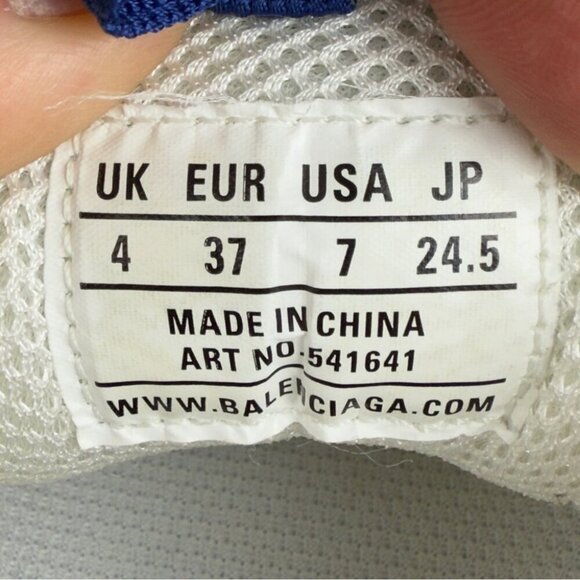 UK EUR USA JP
4 37 7 24.5
MADE IN CHINA
ART NO.541641
WWW.BALENCIAGA.COM